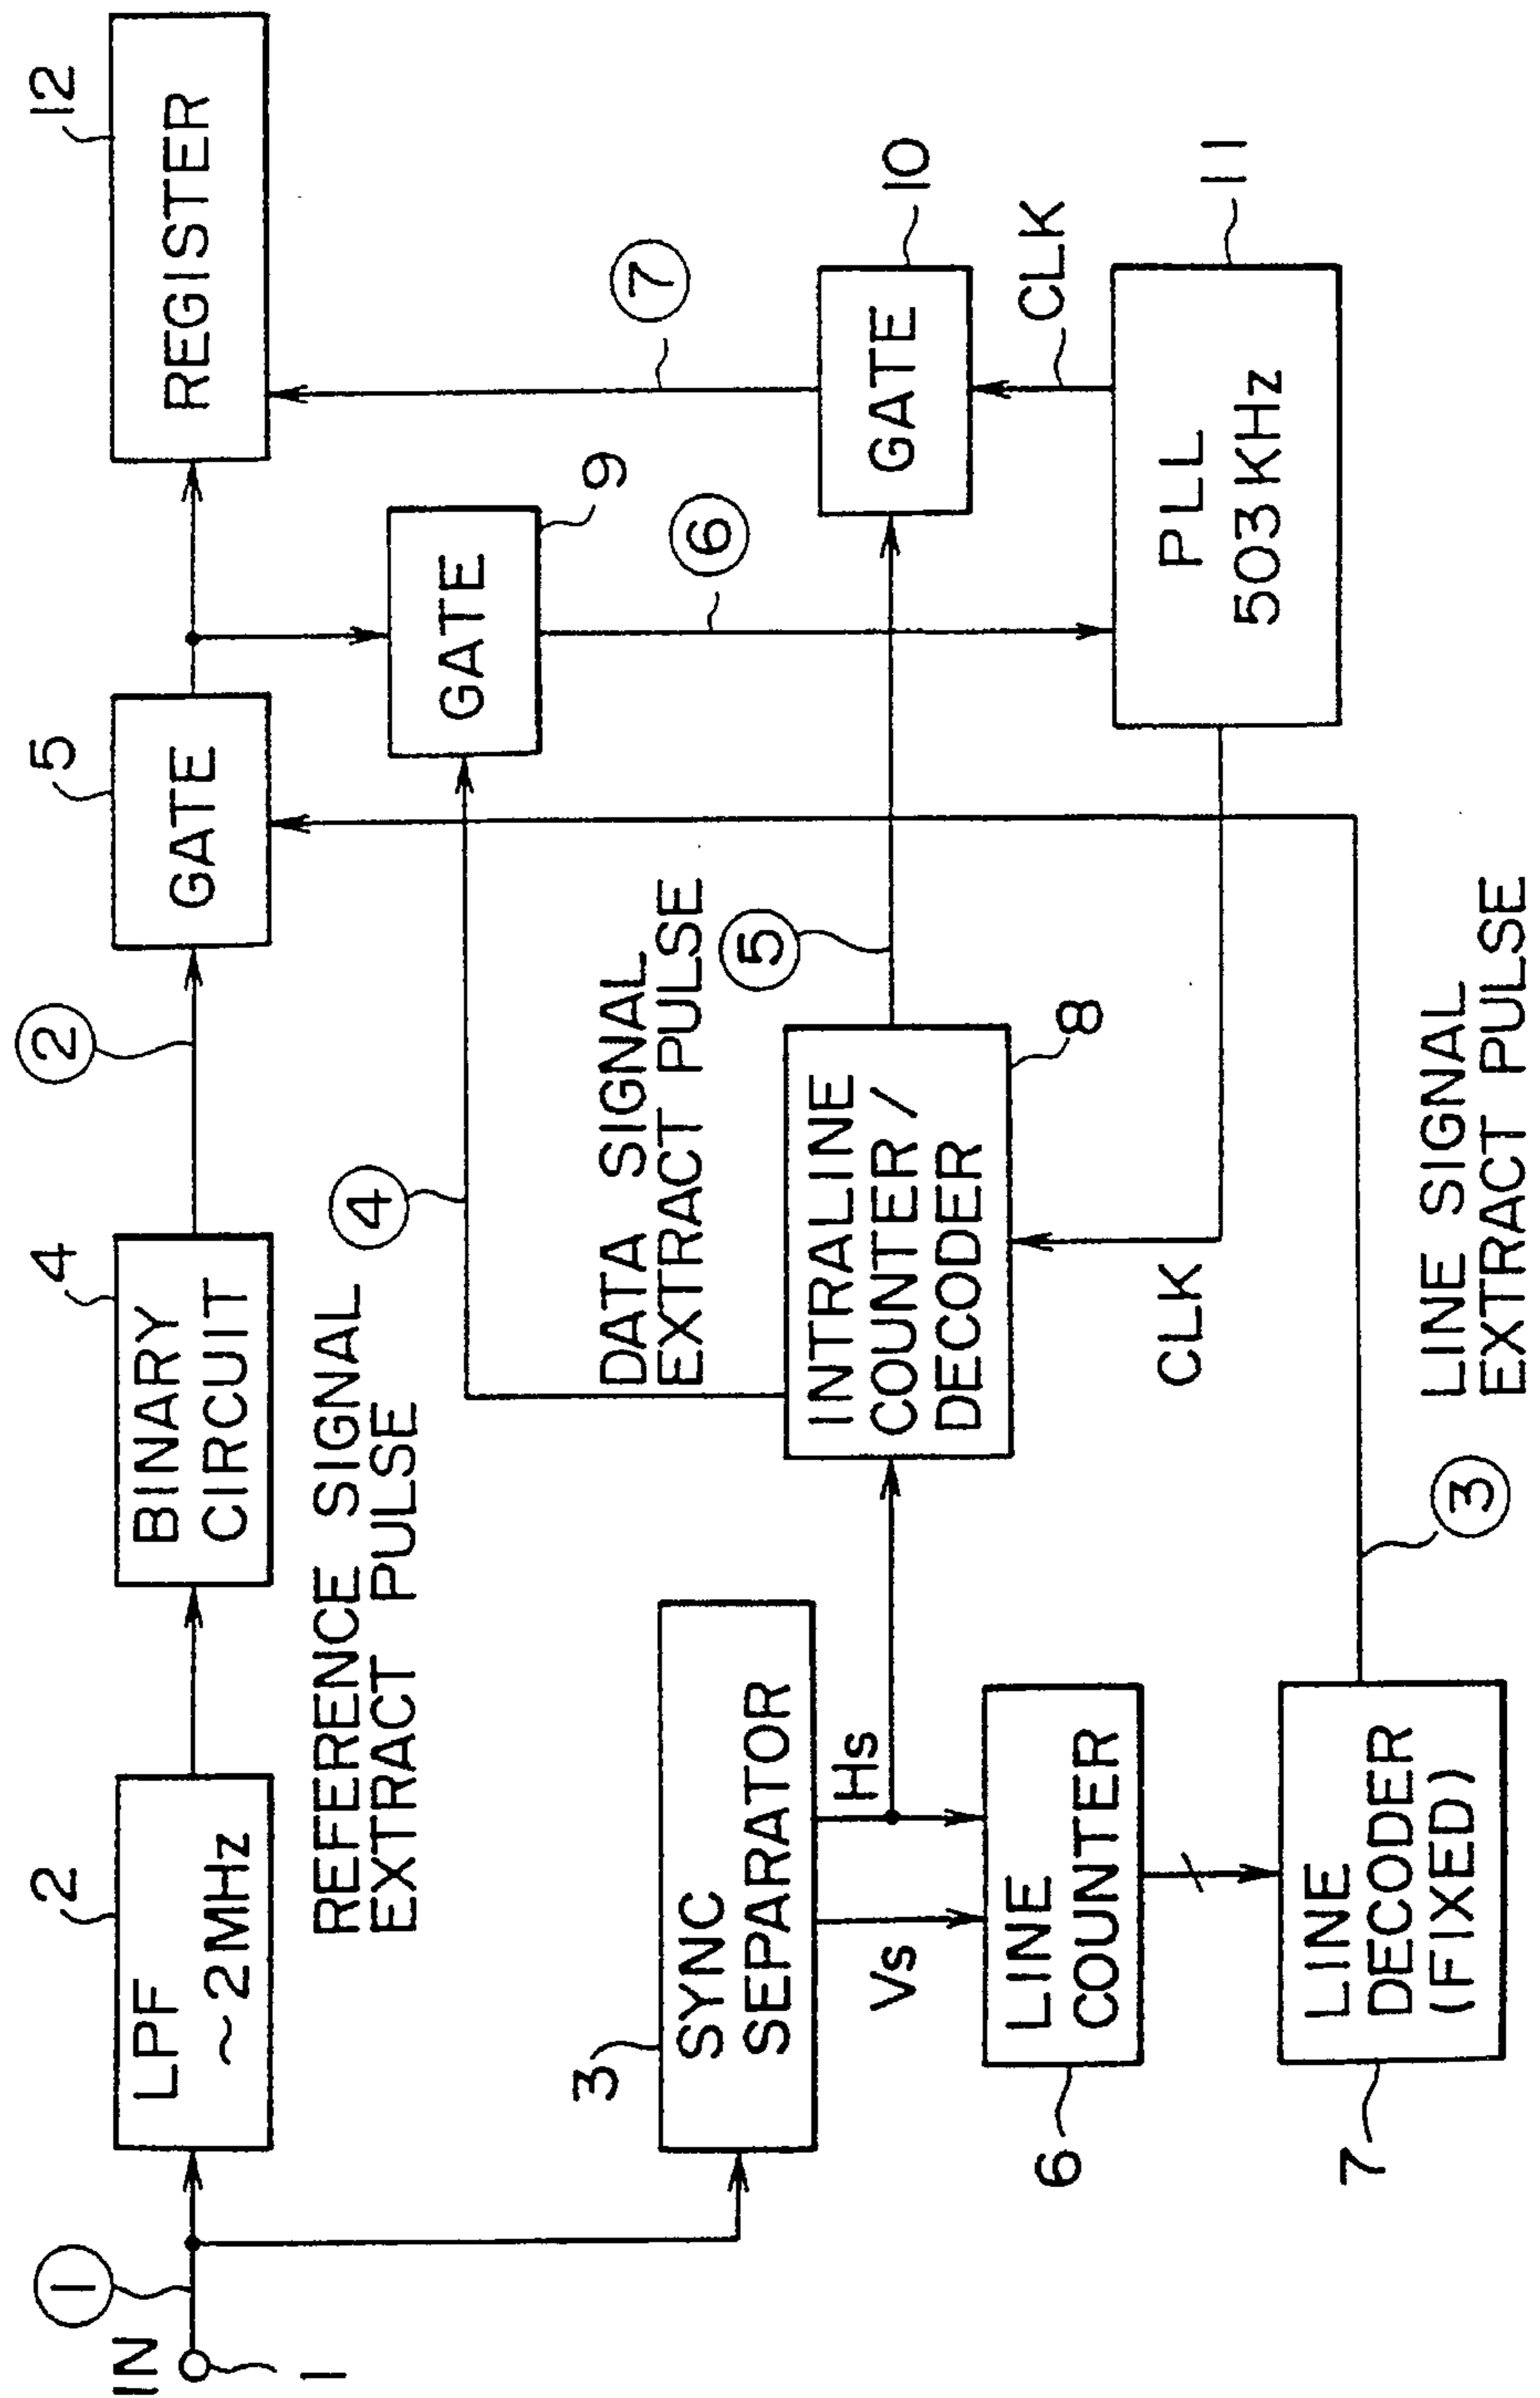 IN
1
①
2
LPF
~2MHz
4
BINARY
CIRCUIT
②
5
GATE
12
REGISTER
REFERENCE SIGNAL
EXTRACT PULSE
④
GATE
9
⑥
⑦
3
SYNC
SEPARATOR
Vs
Hs
DATA SIGNAL
EXTRACT PULSE
⑤
INTRALINE
COUNTER/
DECODER
8
GATE
10
CLK
6
LINE
COUNTER
CLK
PLL
503KHz
11
7
LINE
DECODER
(FIXED)
③
LINE SIGNAL
EXTRACT PULSE